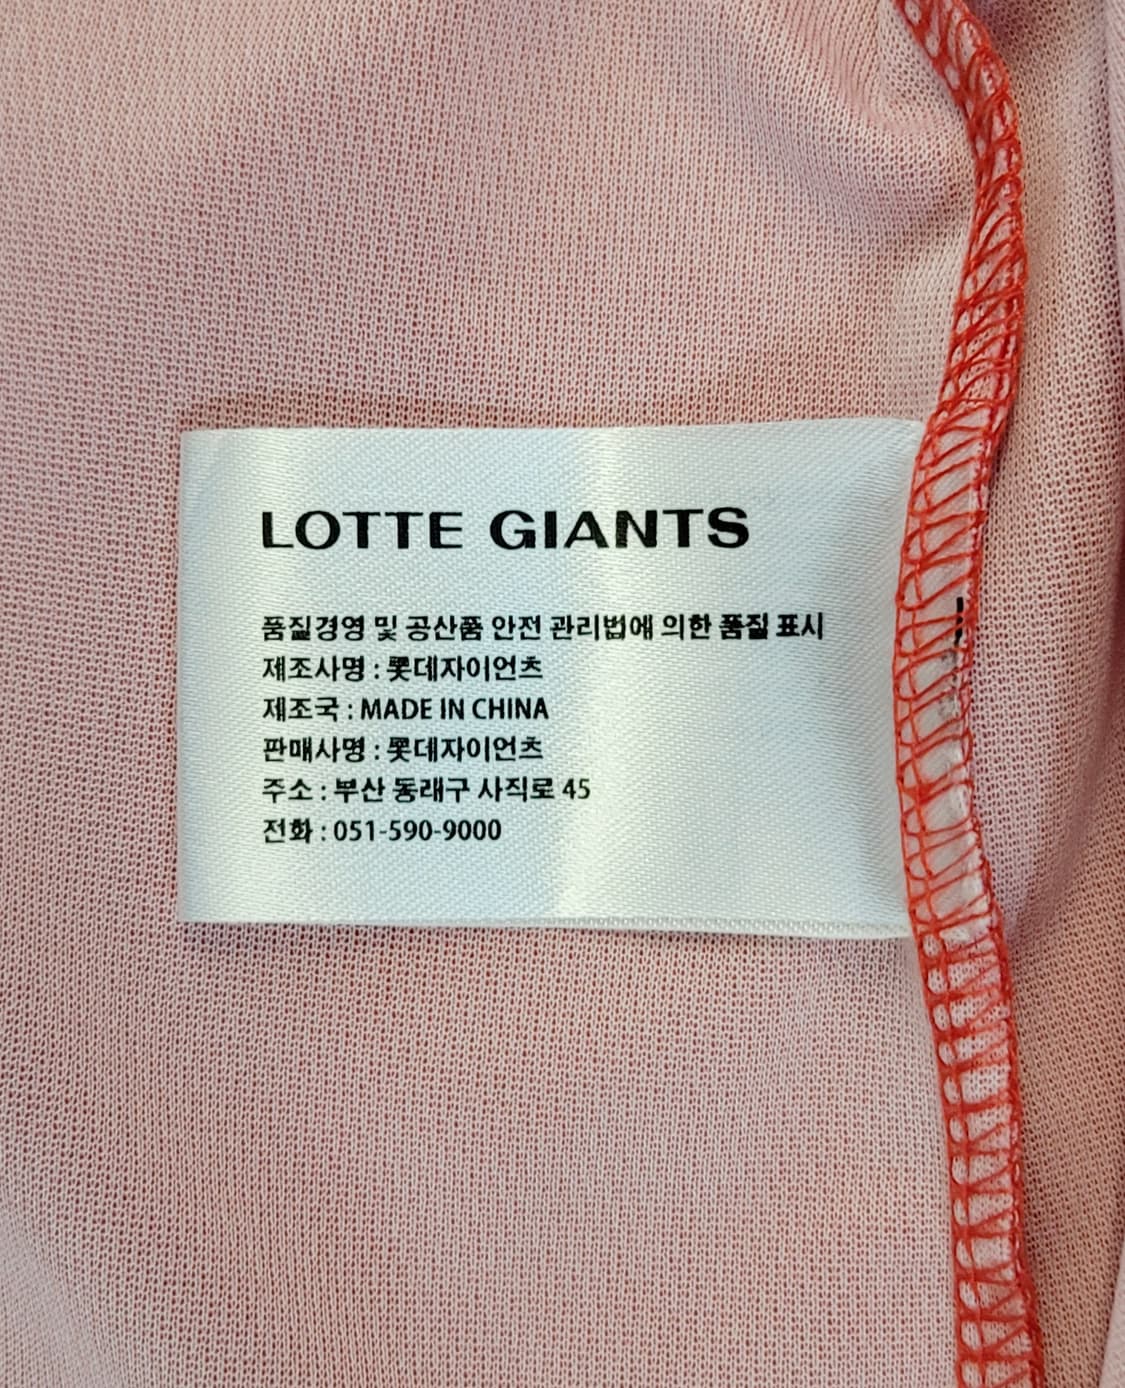 LOTTE GIANTS
품질경영 및 공산품 안전 관리법에 의한 품질 표시
제조사명 : 롯데자이언츠
제조국 : MADE IN CHINA
판매사명 : 롯데자이언츠
주소 : 부산 동래구 사직로 45
전화 : 051-590-9000